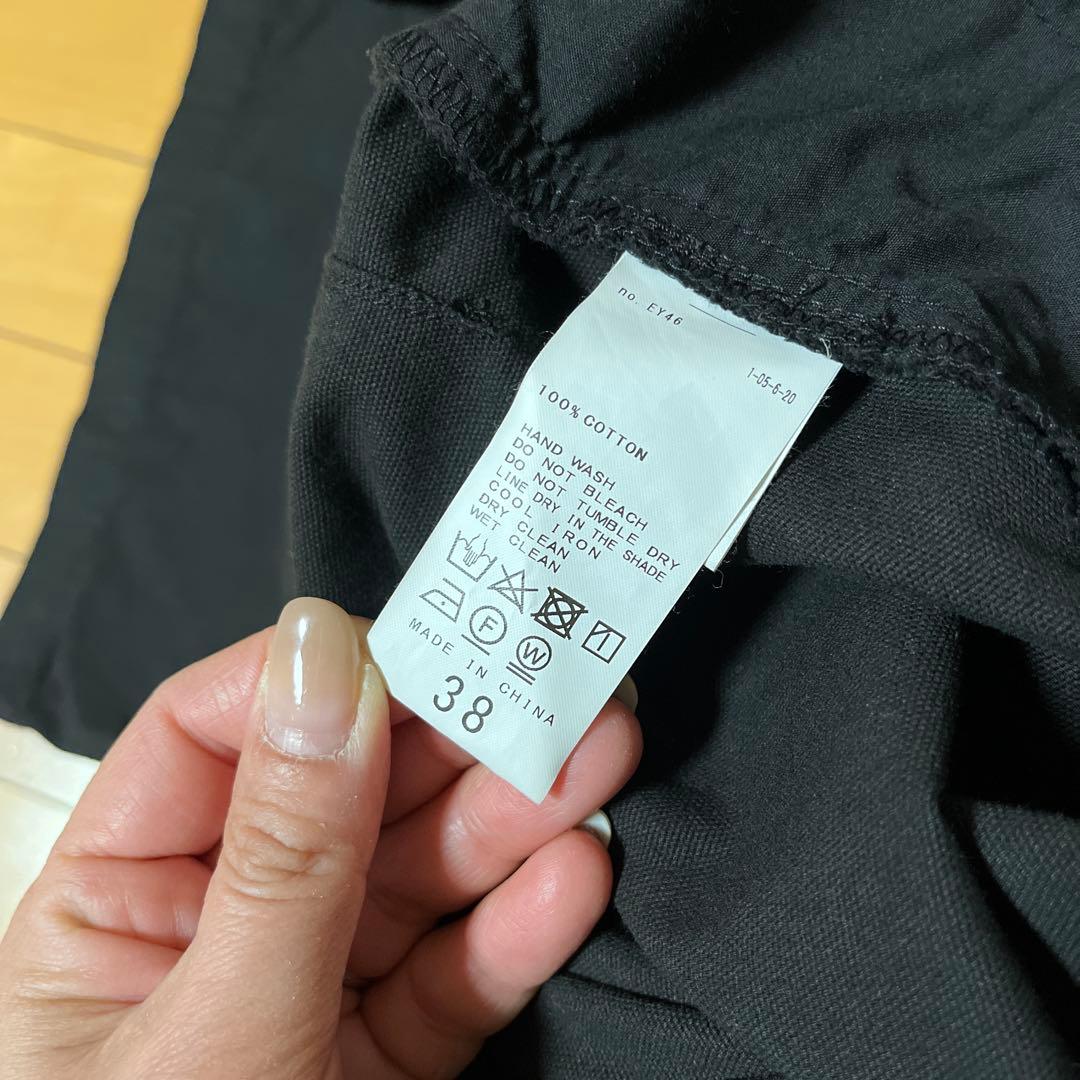 no. EY46
1-05-6-20
100% COTTON
HAND WASH
DO NOT BLEACH
DO NOT TUMBLE DRY
LINE DRY IN THE SHADE
COOL IRON
DRY CLEAN
WET CLEAN
F W
MADE IN CHINA
38